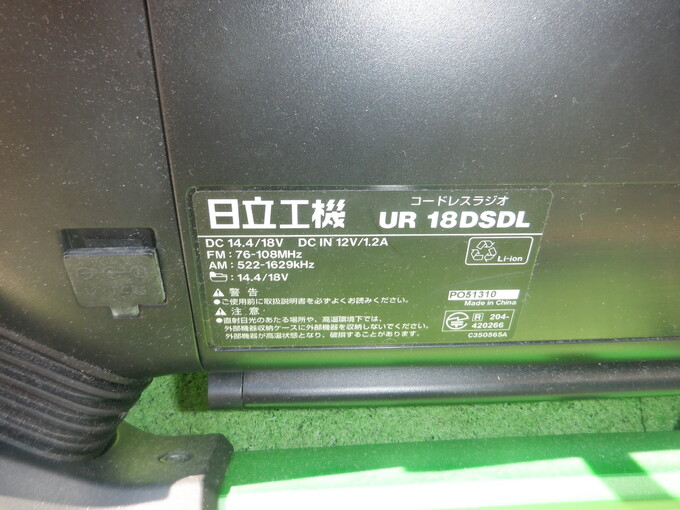 日立工機
コードレスラジオ
UR 18DSDL
DC 14.4/18V DC IN 12V/1.2A
FM : 76-108MHz
AM : 522-1629kHz
: 14.4/18V
Li-ion
警告
●ご使用前に取扱説明書を必ずよくお読みください。
注意
●直射日光のあたる場所や、高温環境下では、
外部機器収納ケースに外部機器を収納しないでください。
外部機器が高温状態となり、破損することがあります。
PO51310
Made in China
R 204-
420266
C350565A